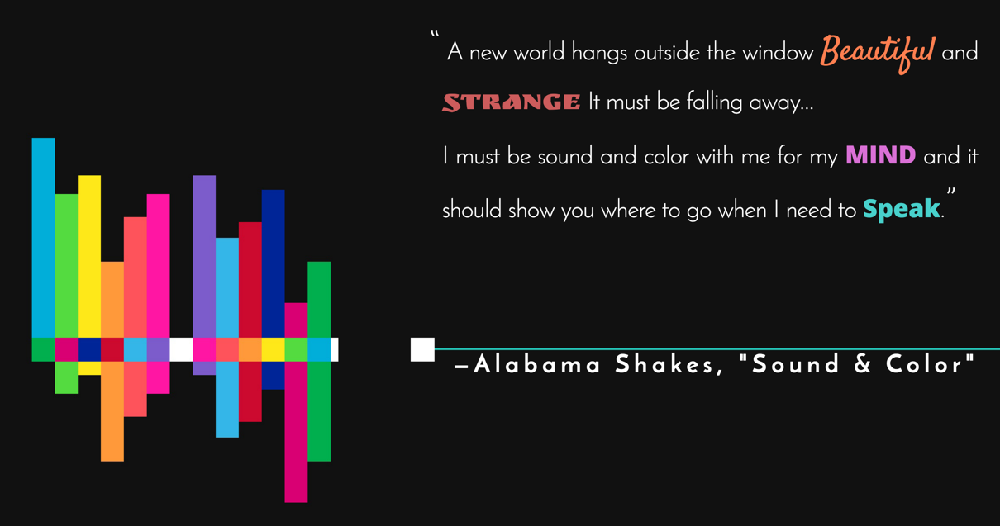 “ A new world hangs outside the window Beautiful and
STRANGE It must be falling away...
I must be sound and color with me for my MIND and it
should show you where to go when I need to Speak.”
–Alabama Shakes, "Sound & Color"